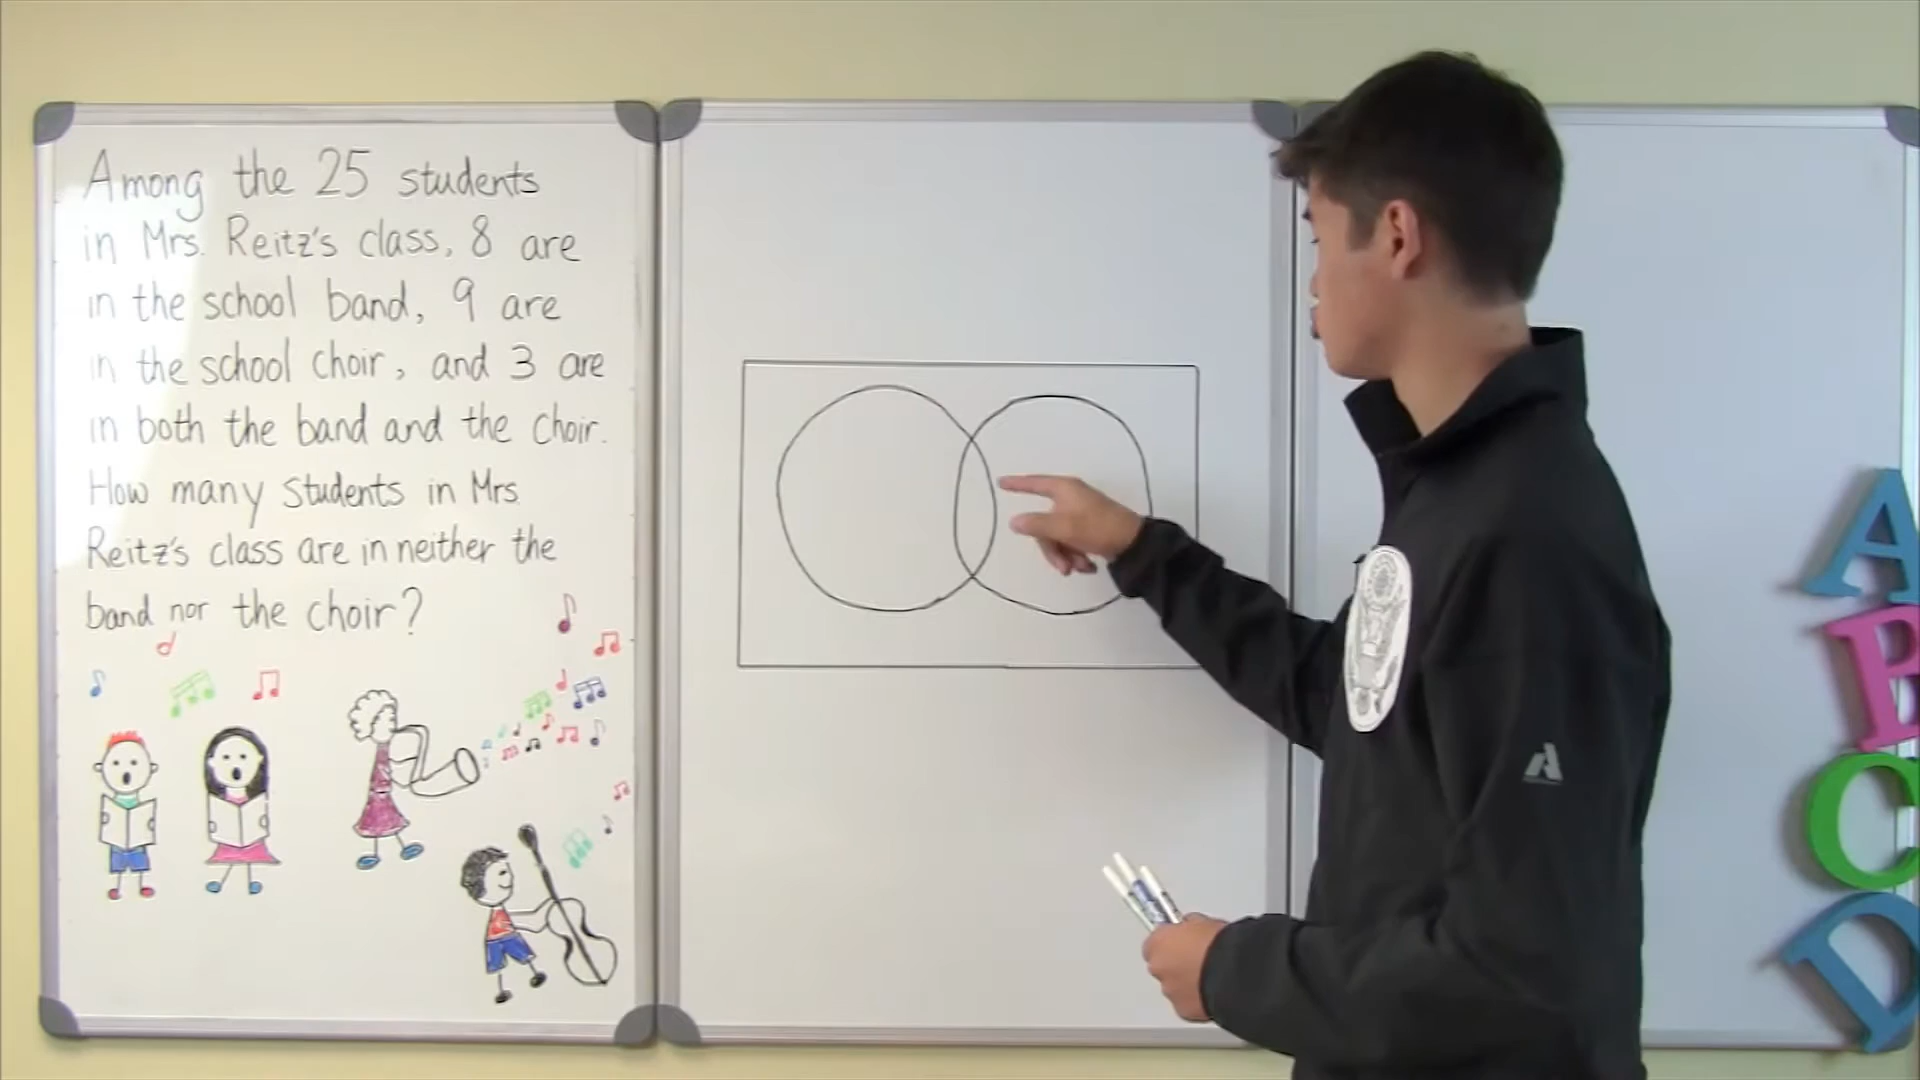 Among the 25 students
in Mrs. Reitz's class, 8 are
in the school band, 9 are
in the school choir, and 3 are
in both the band and the choir.
How many students in Mrs.
Reitz's class are in neither the
band nor the choir?
A
B
C
D